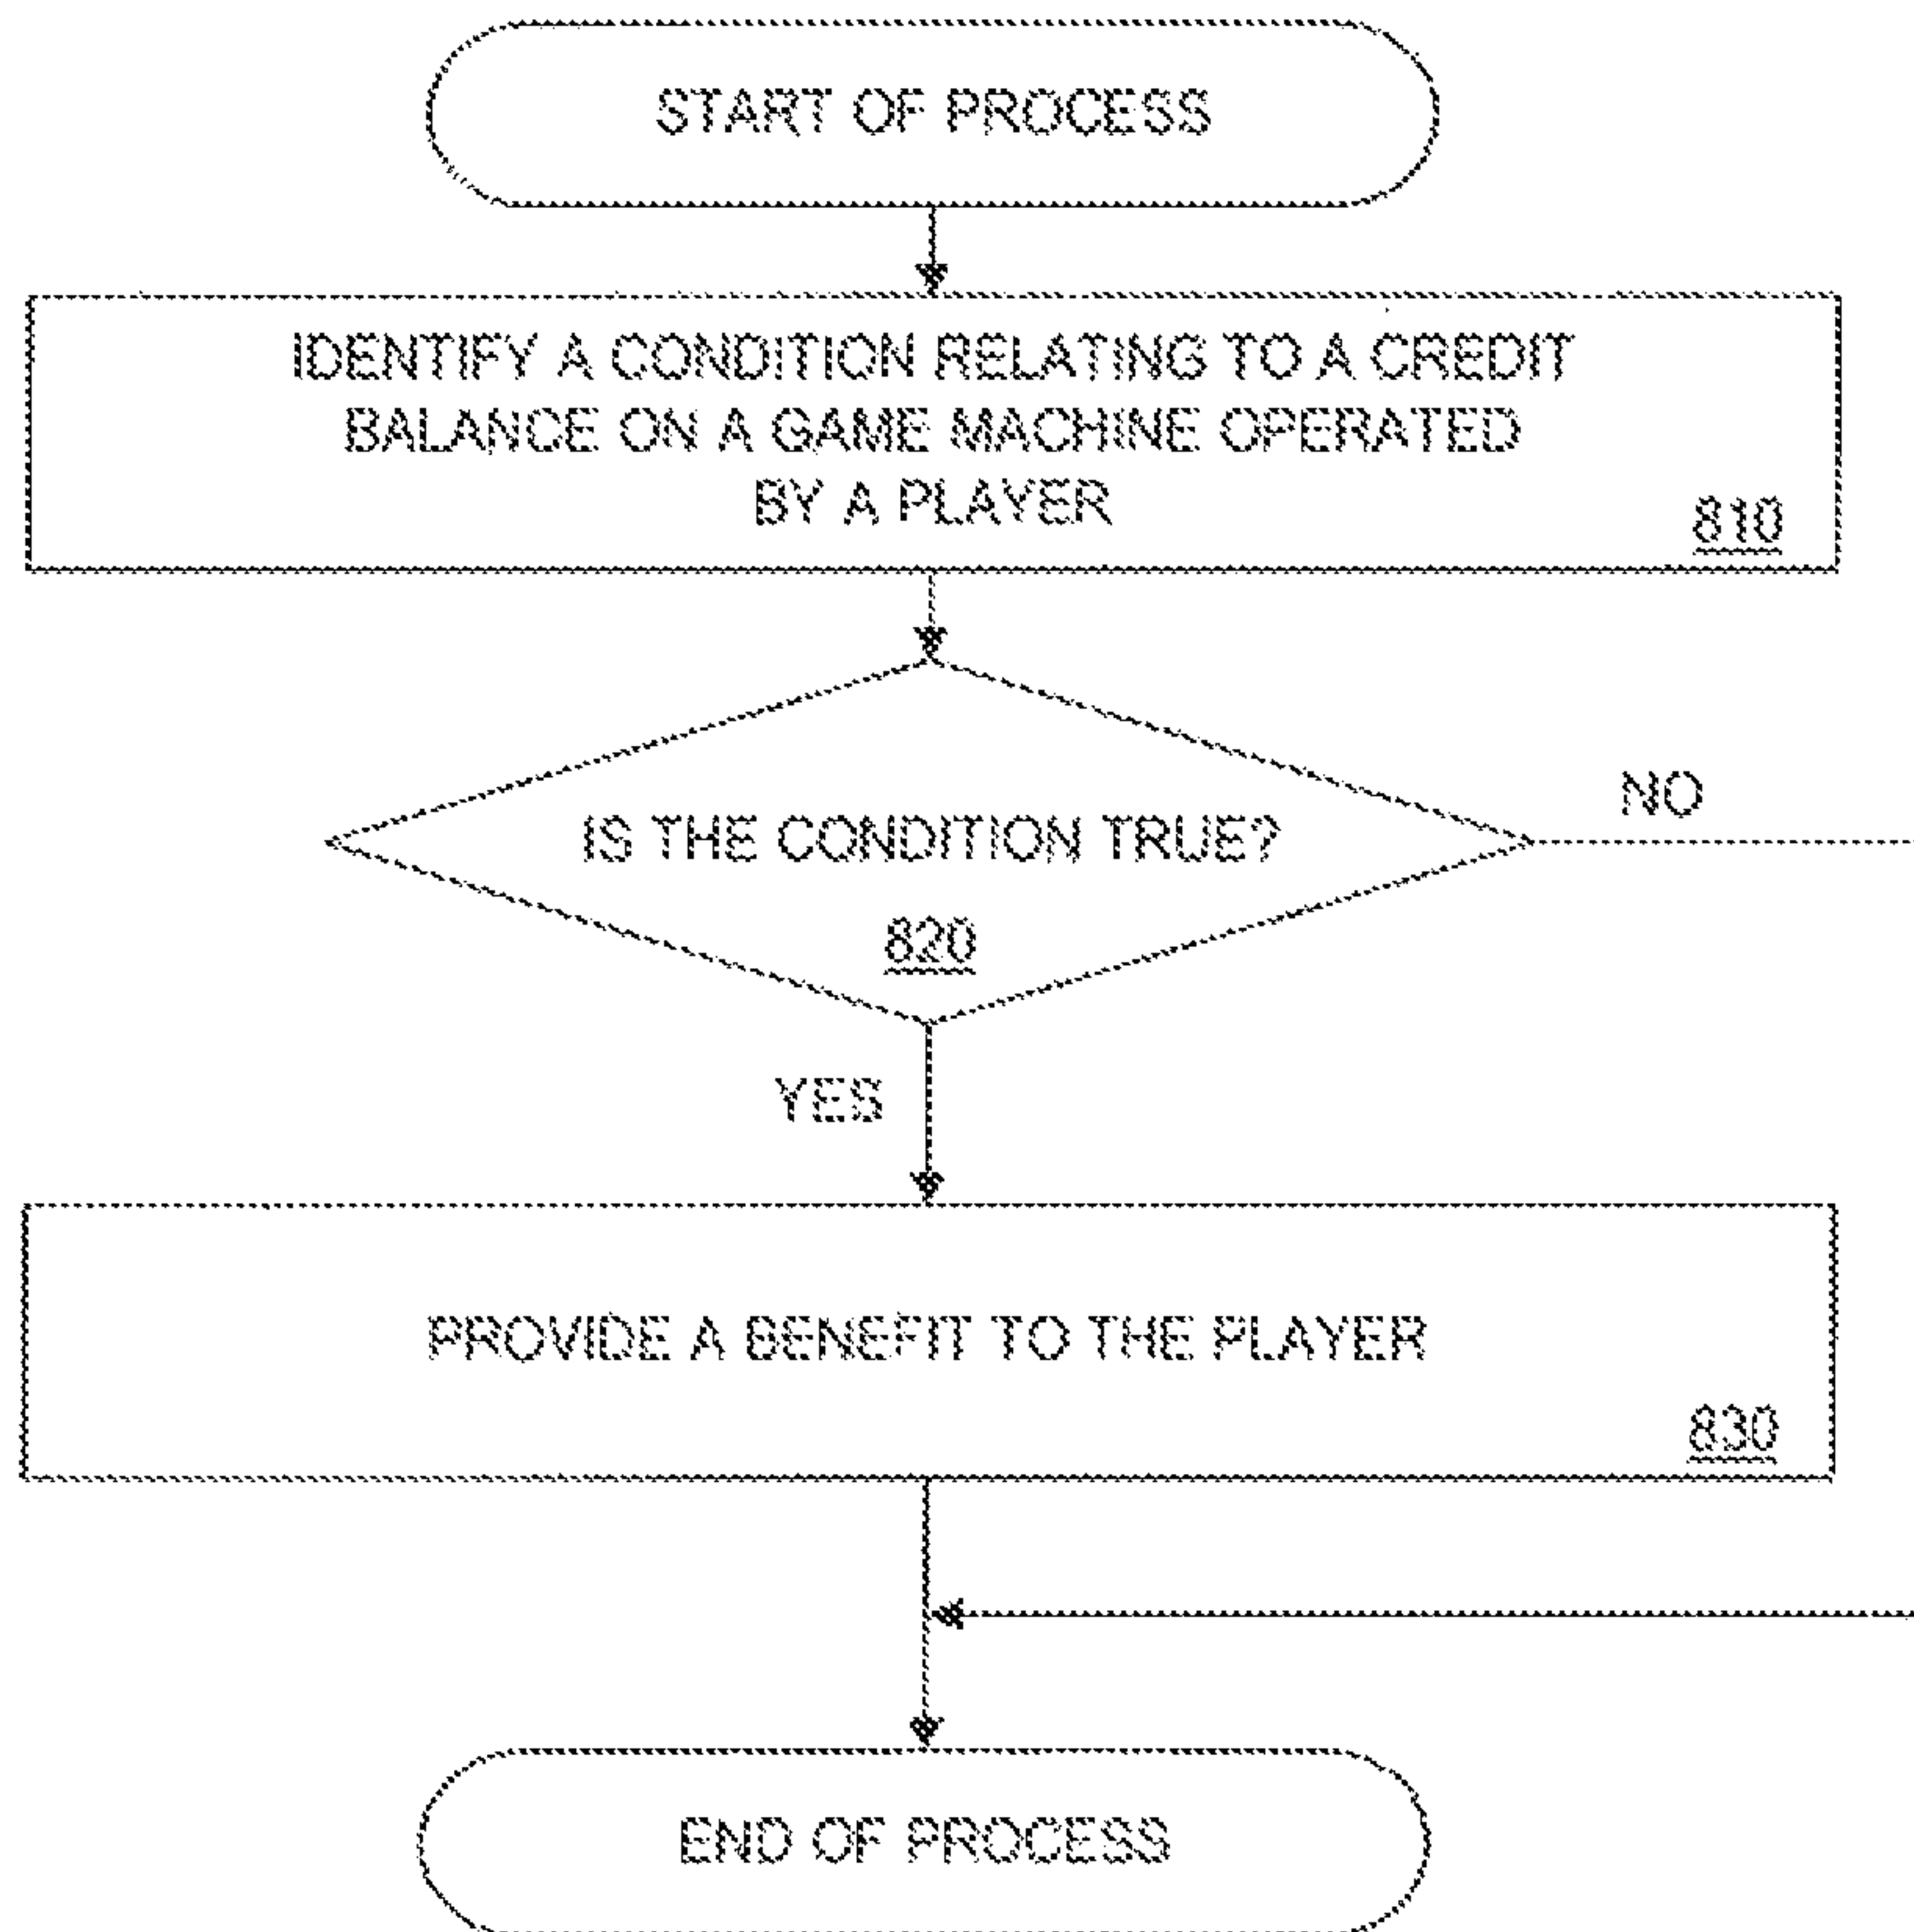 START OF PROCESS
IDENTIFY A CONDITION RELATING TO A CREDIT
BALANCE ON A GAME MACHINE OPERATED
BY A PLAYER
810
IS THE CONDITION TRUE?
NO
820
YES
PROVIDE A BENEFIT TO THE PLAYER
830
END OF PROCESS